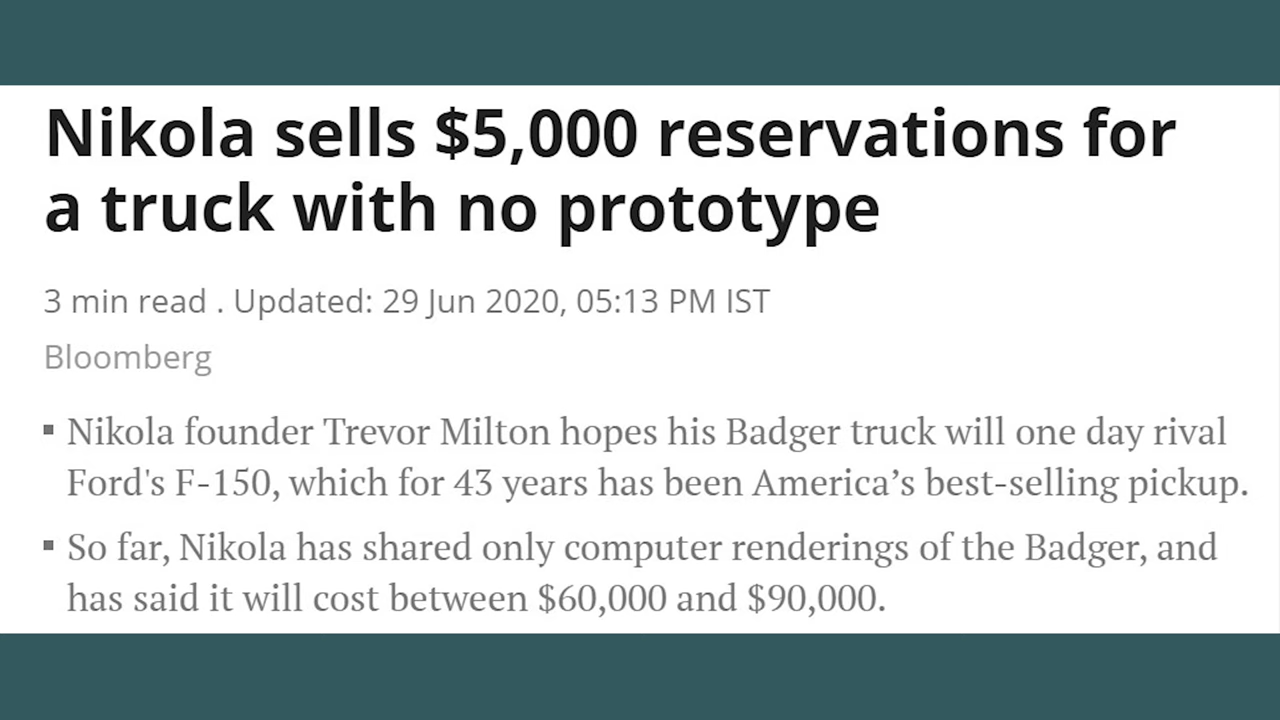 Nikola sells $5,000 reservations for
a truck with no prototype
3 min read . Updated: 29 Jun 2020, 05:13 PM IST
Bloomberg
▪ Nikola founder Trevor Milton hopes his Badger truck will one day rival
Ford's F-150, which for 43 years has been America’s best-selling pickup.
▪ So far, Nikola has shared only computer renderings of the Badger, and
has said it will cost between $60,000 and $90,000.